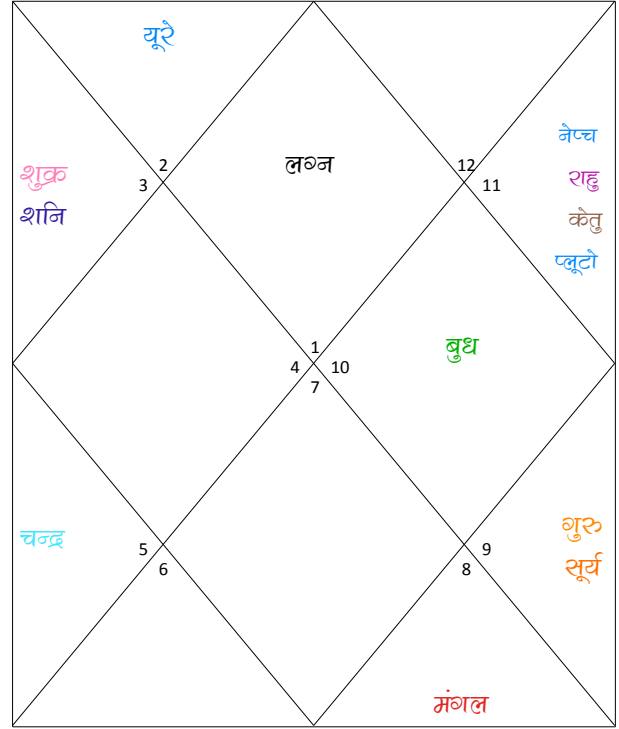 यूरे
लग्न
नेप्च
राहु
केतु
प्लूटो
शुक्र
शनि
2
3
12
11
बुध
1
4
10
7
चन्द्र
5
6
गुरु
सूर्य
9
8
मंगल